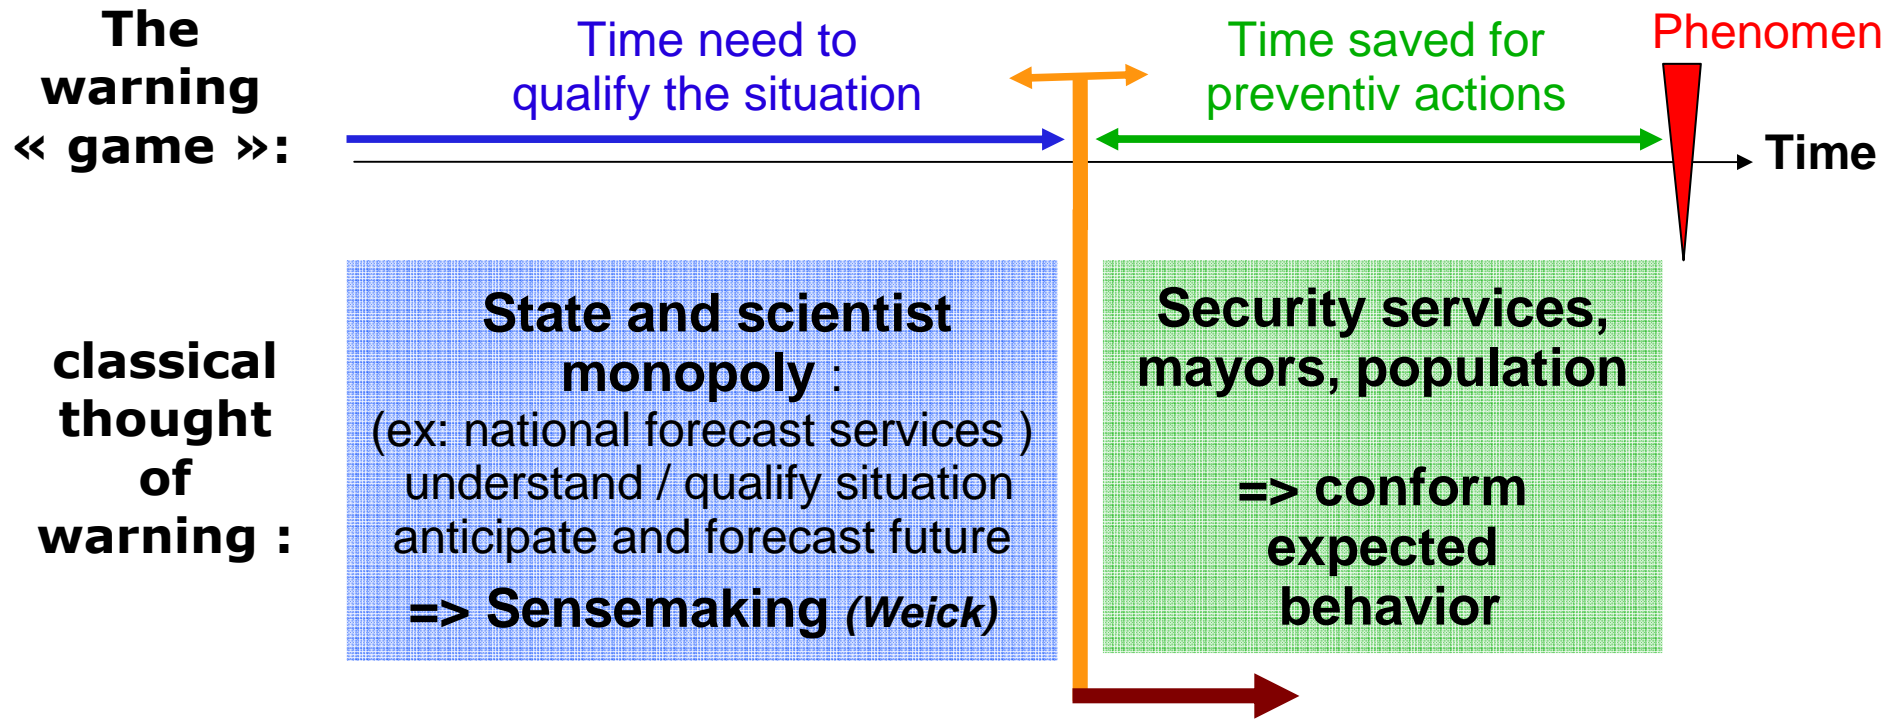 The
warning
« game »:
Time need to
qualify the situation
Time saved for
preventiv actions
Phenomen
Time
classical
thought
of
warning :
State and scientist
monopoly :
(ex: national forecast services )
understand / qualify situation
anticipate and forecast future
=> Sensemaking (Weick)
Security services,
mayors, population
=> conform
expected
behavior